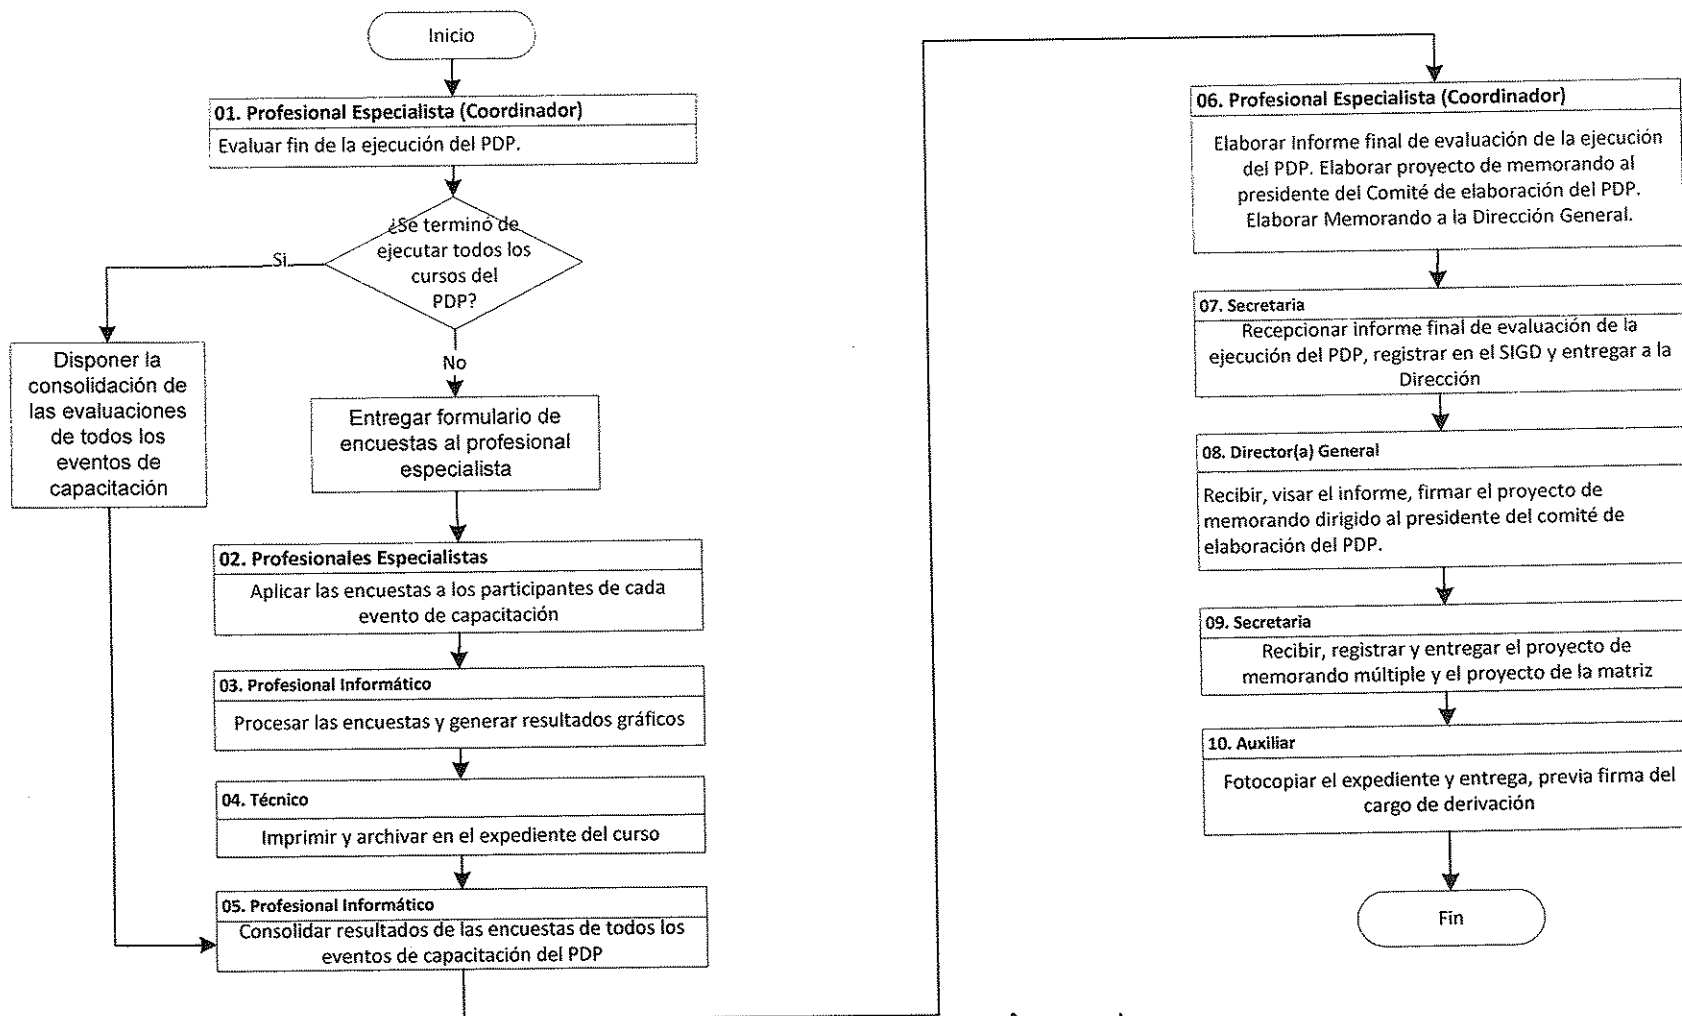 Inicio
01. Profesional Especialista (Coordinador)
Evaluar fin de la ejecución del PDP.
¿Se terminó de
ejecutar todos los
cursos del
PDP?
Si
No
Disponer la
consolidación de
las evaluaciones
de todos los
eventos de
capacitación
Entregar formulario de
encuestas al profesional
especialista
02. Profesionales Especialistas
Aplicar las encuestas a los participantes de cada
evento de capacitación
03. Profesional Informático
Procesar las encuestas y generar resultados gráficos
04. Técnico
Imprimir y archivar en el expediente del curso
05. Profesional Informático
Consolidar resultados de las encuestas de todos los
eventos de capacitación del PDP
06. Profesional Especialista (Coordinador)
Elaborar Informe final de evaluación de la ejecución
del PDP. Elaborar proyecto de memorando al
presidente del Comité de elaboración del PDP.
Elaborar Memorando a la Dirección General.
07. Secretaria
Recepcionar informe final de evaluación de la
ejecución del PDP, registrar en el SIGD y entregar a la
Dirección
08. Director(a) General
Recibir, visar el informe, firmar el proyecto de
memorando dirigido al presidente del comité de
elaboración del PDP.
09. Secretaria
Recibir, registrar y entregar el proyecto de
memorando múltiple y el proyecto de la matriz
10. Auxiliar
Fotocopiar el expediente y entrega, previa firma del
cargo de derivación
Fin